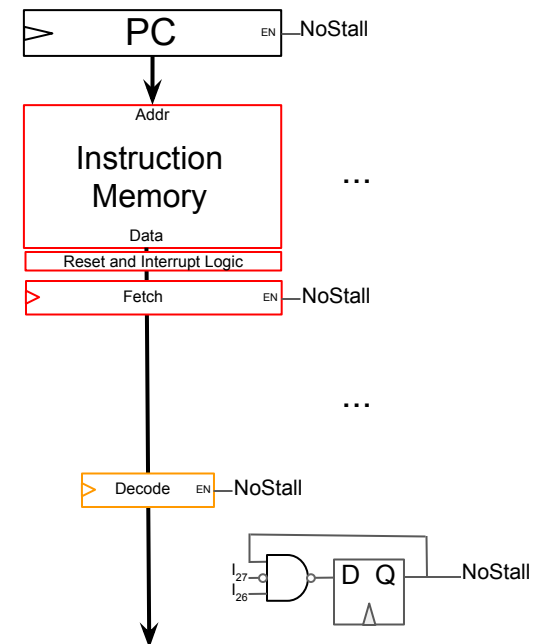 PC
EN NoStall
Addr
Instruction
Memory
...
Data
Reset and Interrupt Logic
Fetch
EN NoStall
...
Decode
EN NoStall
I27
I26
D Q
NoStall